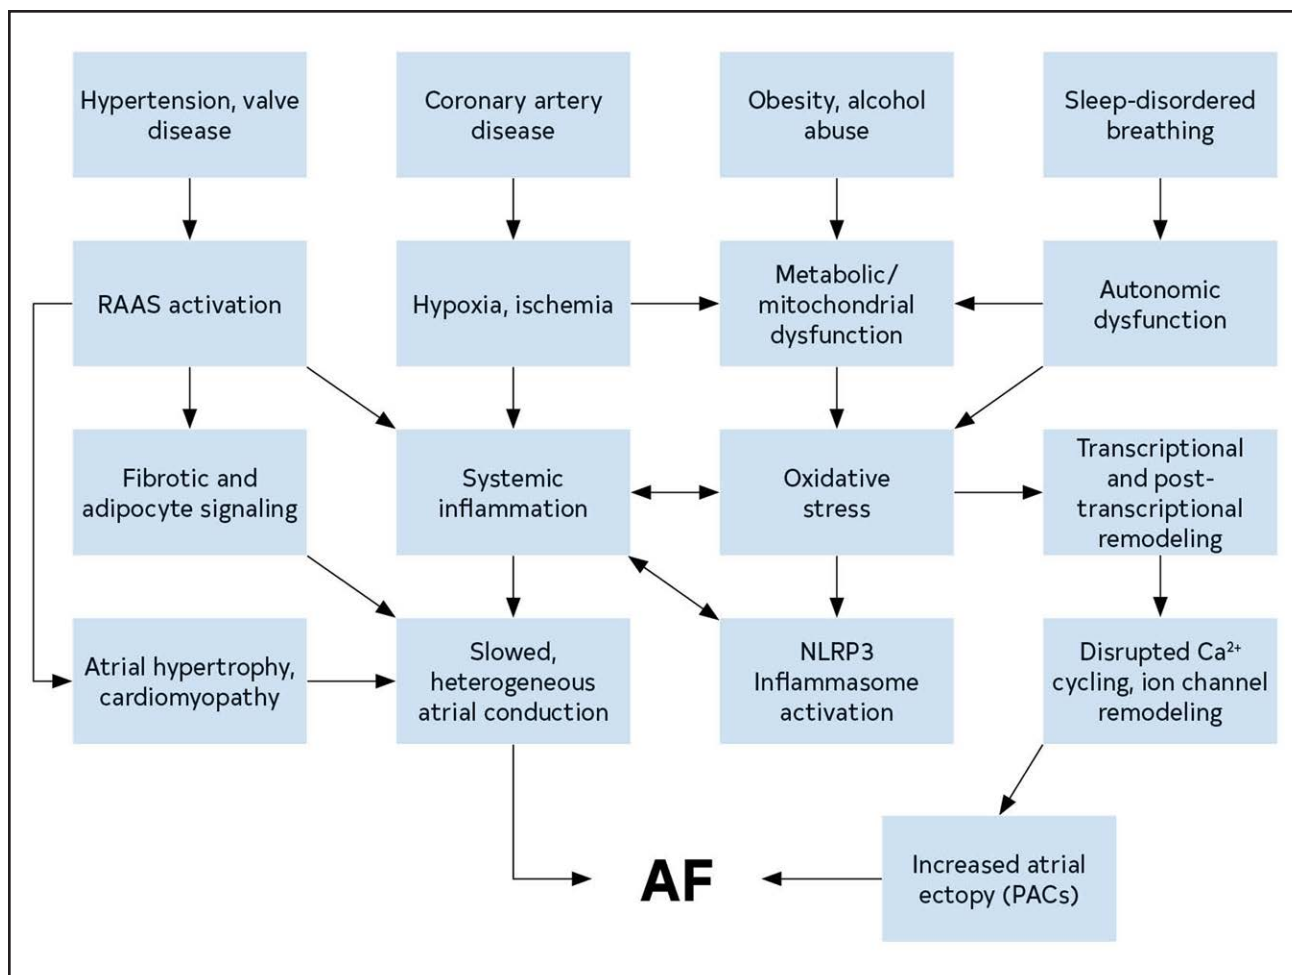 Hypertension, valve
disease
Coronary artery
disease
Obesity, alcohol
abuse
Sleep-disordered
breathing
RAAS activation
Hypoxia, ischemia
Metabolic/
mitochondrial
dysfunction
Autonomic
dysfunction
Fibrotic and
adipocyte signaling
Systemic
inflammation
Oxidative
stress
Transcriptional
and post-
transcriptional
remodeling
Atrial hypertrophy,
cardiomyopathy
Slowed,
heterogeneous
atrial conduction
NLRP3
Inflammasome
activation
Disrupted Ca²⁺
cycling, ion channel
remodeling
AF
Increased atrial
ectopy (PACs)